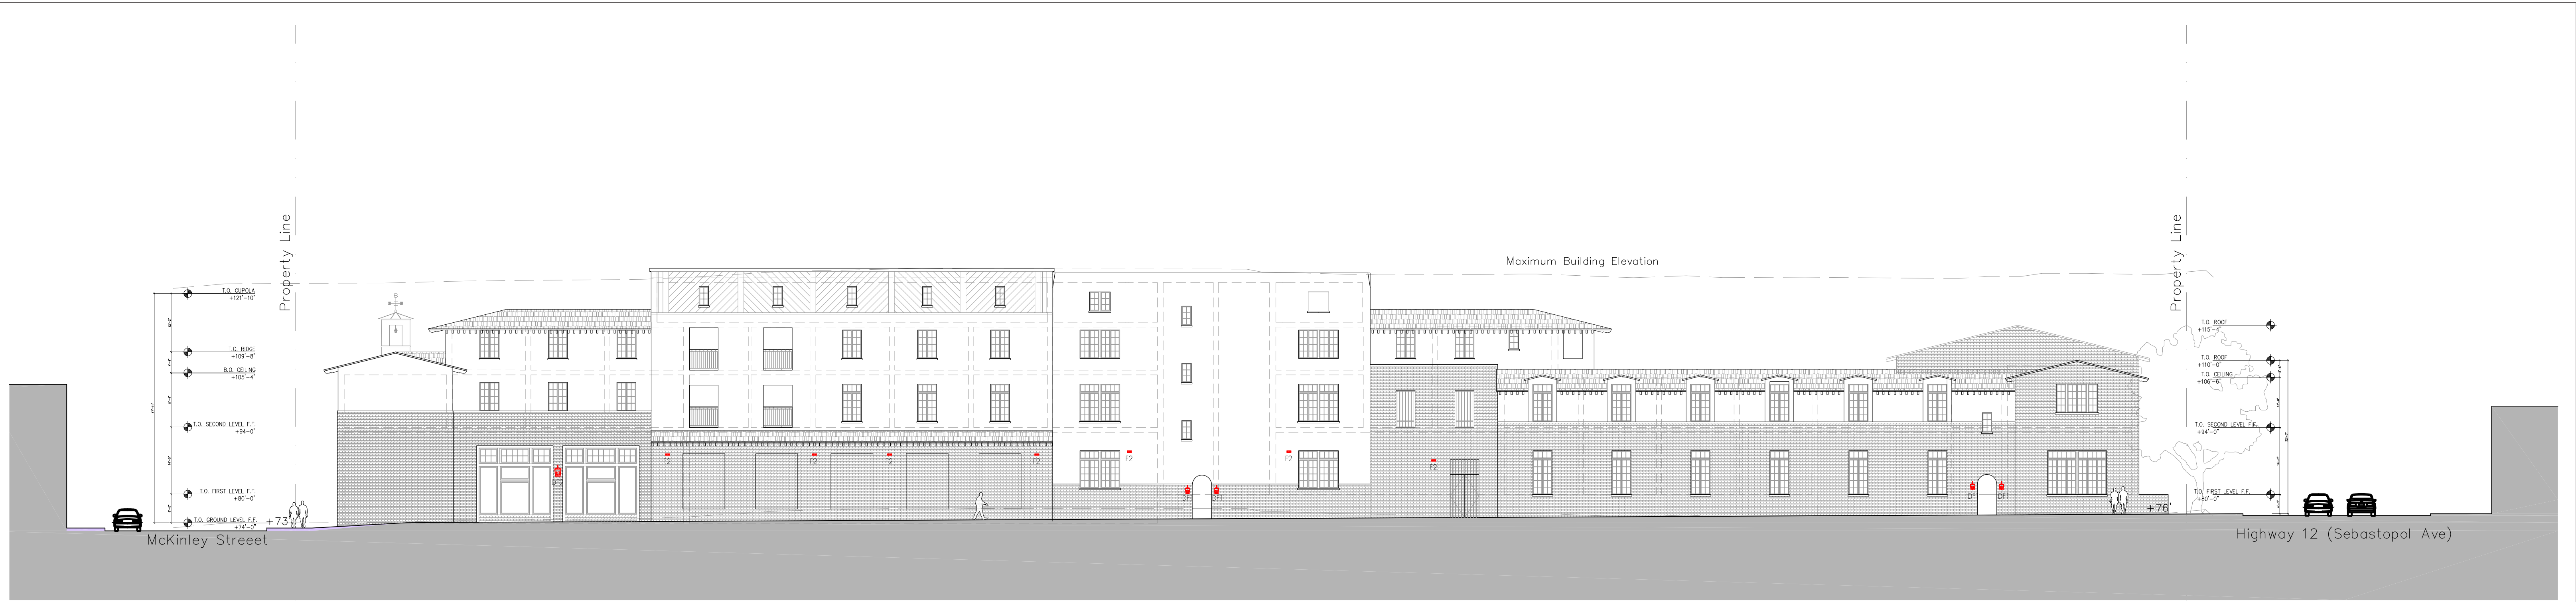 Property Line
Property Line
Maximum Building Elevation
T.O. CUPOLA
+121'-10"
T.O. RIDGE
+109'-8"
B.O. CEILING
+105'-4"
T.O. SECOND LEVEL F.F.
+94'-0"
T.O. FIRST LEVEL F.F.
+80'-0"
T.O. GROUND LEVEL F.F.
+74'-0"
+73'
McKinley Streeet
T.O. ROOF
+115'-4"
T.O. ROOF
+110'-0"
T.O. CEILING
+106'-6"
T.O. SECOND LEVEL F.F.
+94'-0"
T.O. FIRST LEVEL F.F.
+80'-0"
+76'
Highway 12 (Sebastopol Ave)
F2
F2
F2
F2
F2
F2
F2
DF2
DF1
DF1
DF1
DF1